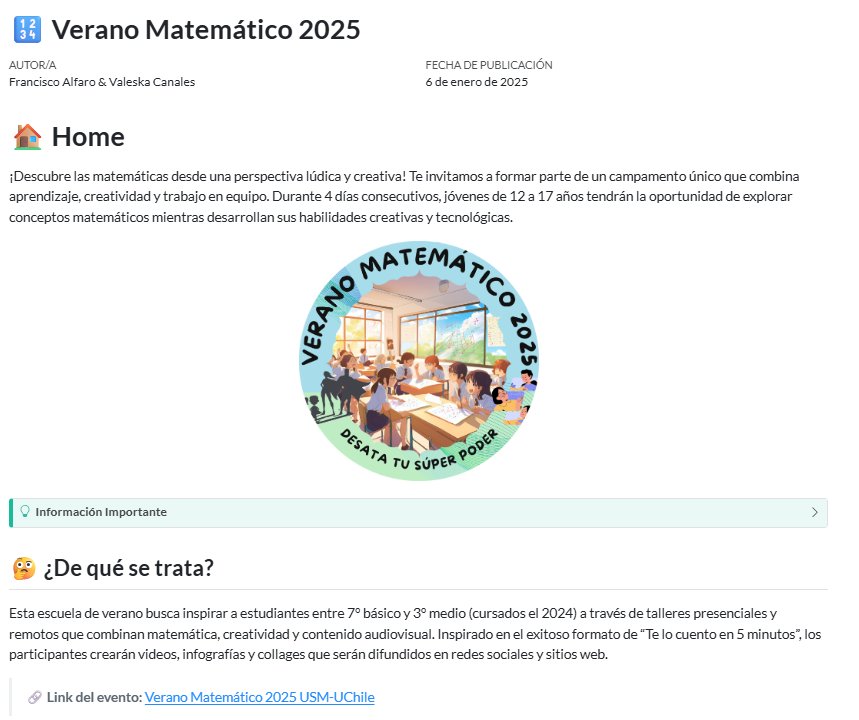 🔢 Verano Matemático 2025
AUTOR/A
Francisco Alfaro & Valeska Canales
FECHA DE PUBLICACIÓN
6 de enero de 2025
🏠 Home
¡Descubre las matemáticas desde una perspectiva lúdica y creativa! Te invitamos a formar parte de un campamento único que combina
aprendizaje, creatividad y trabajo en equipo. Durante 4 días consecutivos, jóvenes de 12 a 17 años tendrán la oportunidad de explorar
conceptos matemáticos mientras desarrollan sus habilidades creativas y tecnológicas.
VERANO MATEMÁTICO 2025
DESATA TU SÚPER PODER
Información Importante
🤔 ¿De qué se trata?
Esta escuela de verano busca inspirar a estudiantes entre 7° básico y 3° medio (cursados el 2024) a través de talleres presenciales y
remotos que combinan matemática, creatividad y contenido audiovisual. Inspirado en el exitoso formato de “Te lo cuento en 5 minutos”, los
participantes crearán videos, infografías y collages que serán difundidos en redes sociales y sitios web.
🔗 Link del evento: Verano Matemático 2025 USM-UChile